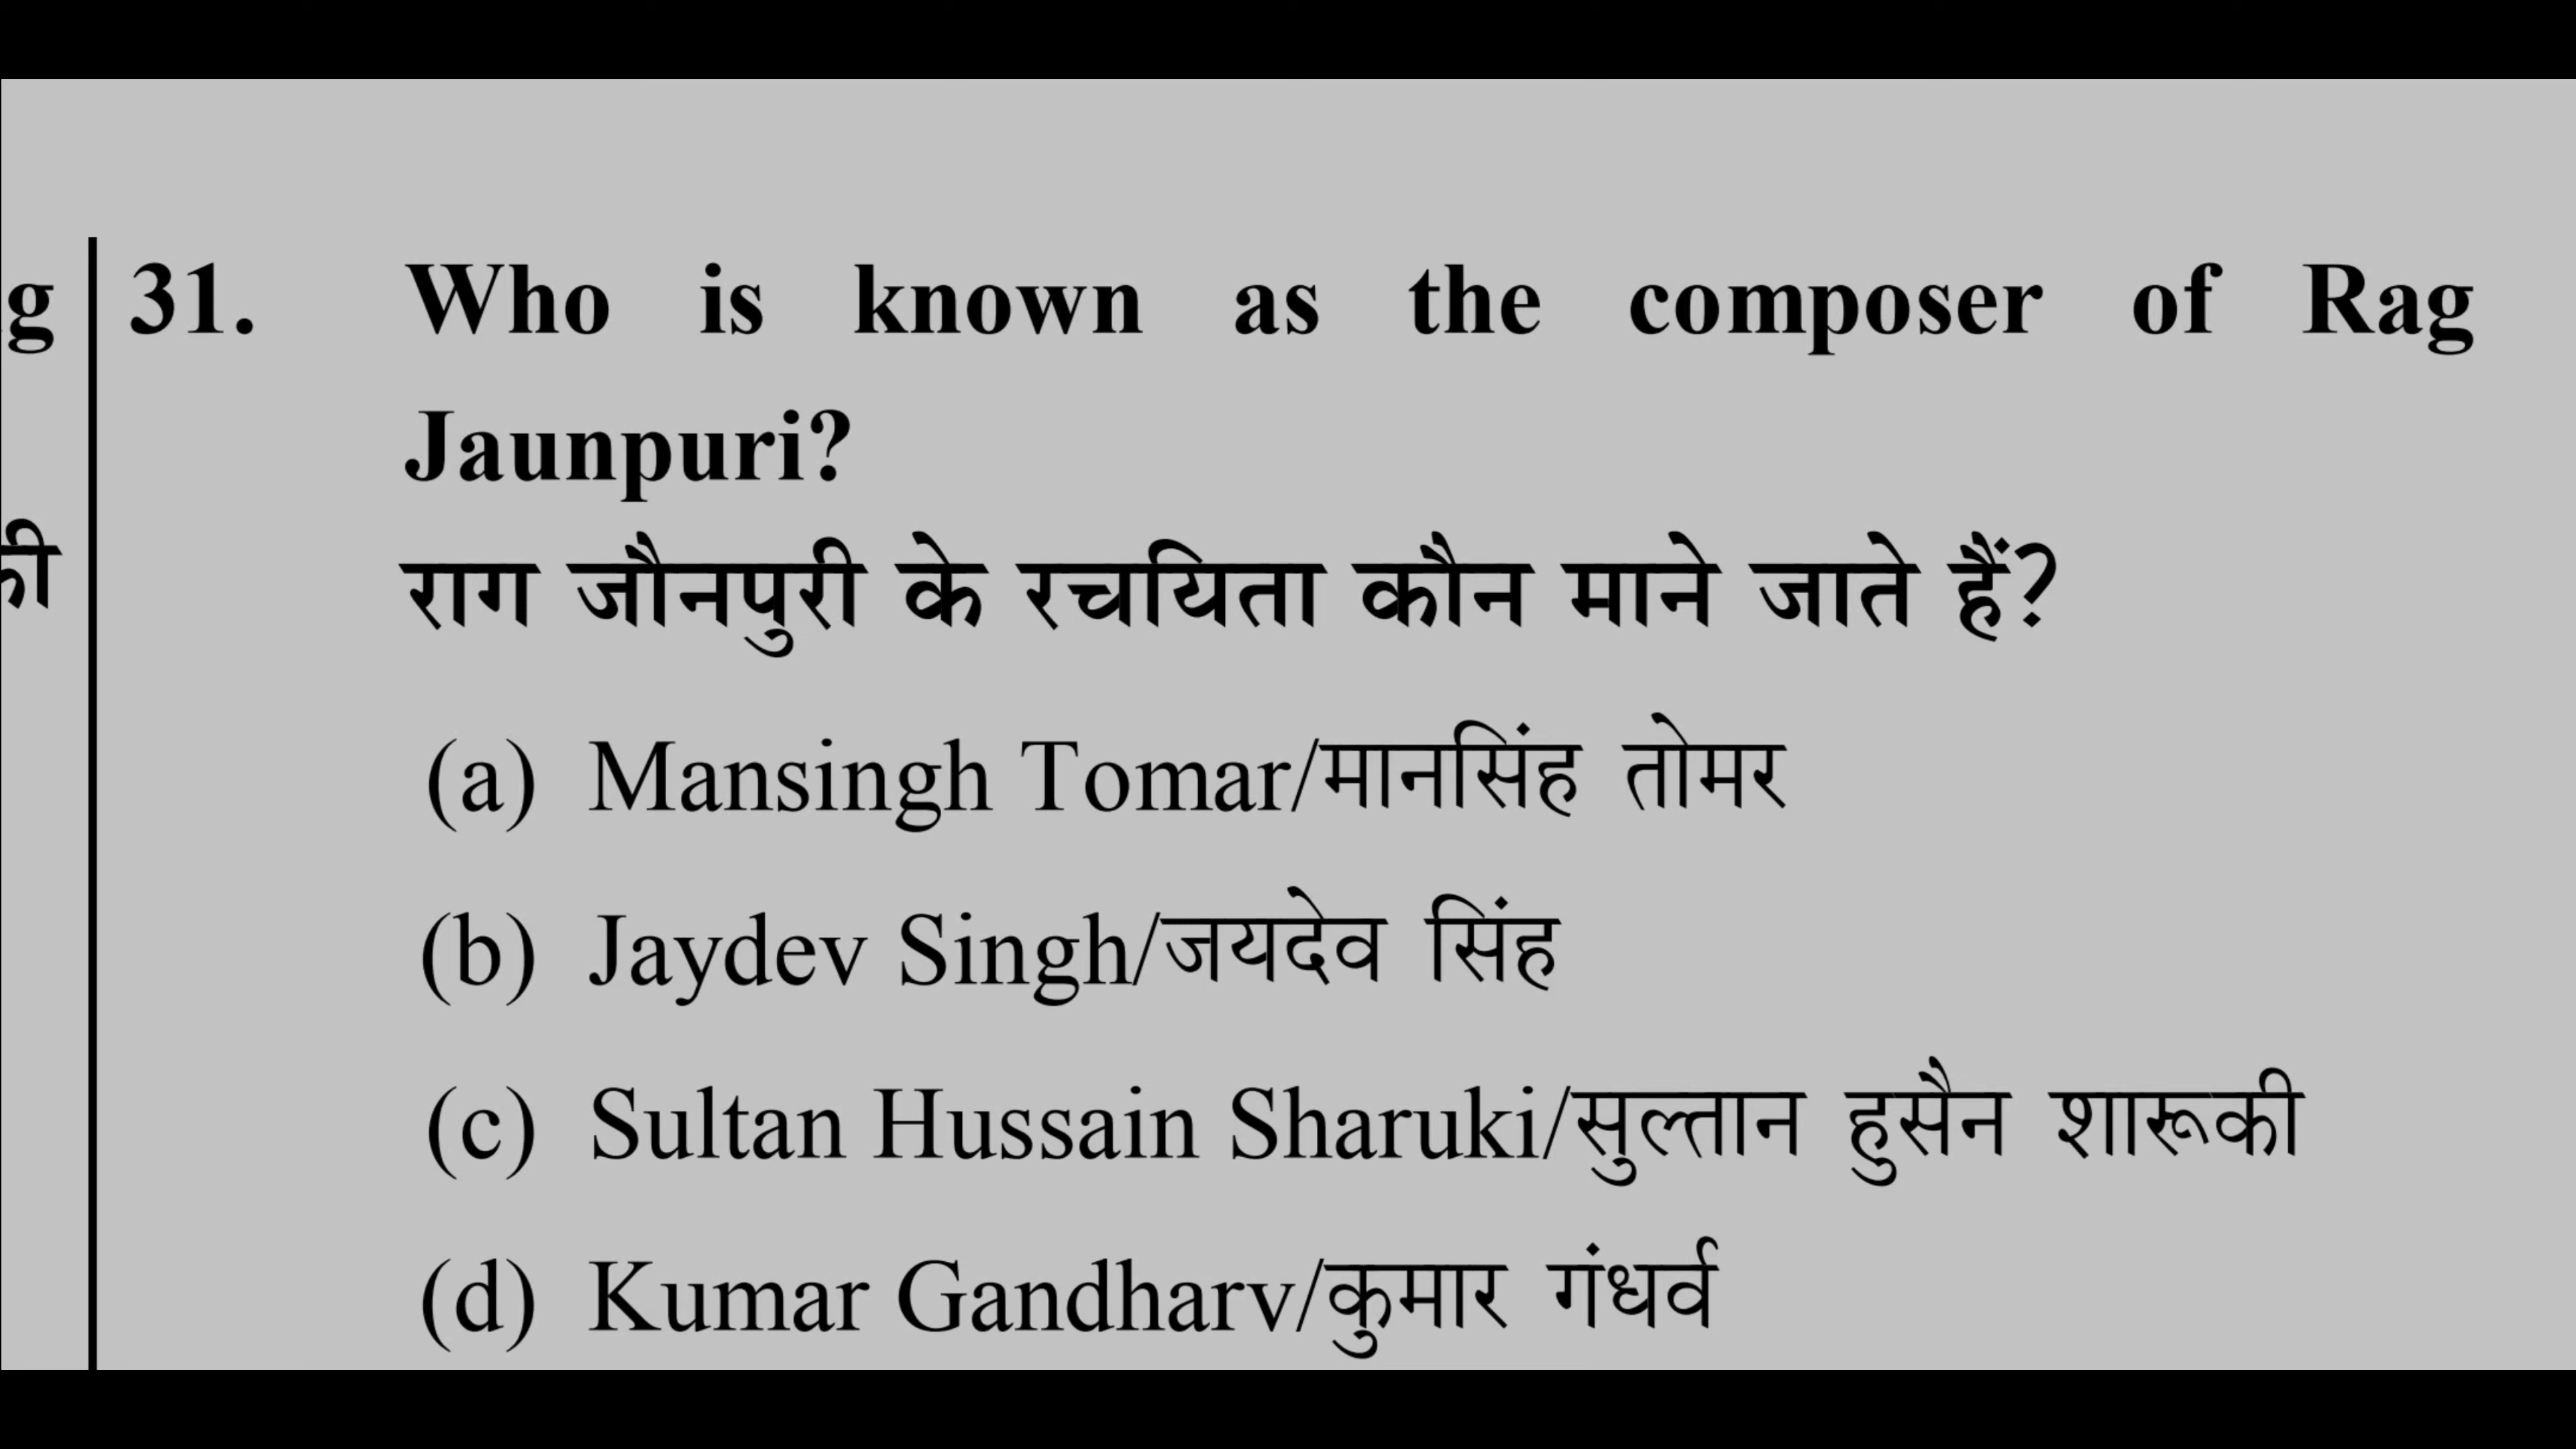 g
31. Who is known as the composer of Rag
Jaunpuri?
की
राग जौनपुरी के रचयिता कौन माने जाते हैं?
(a) Mansingh Tomar/मानसिंह तोमर
(b) Jaydev Singh/जयदेव सिंह
(c) Sultan Hussain Sharuki/सुल्तान हुसैन शारूकी
(d) Kumar Gandharv/कुमार गंधर्व